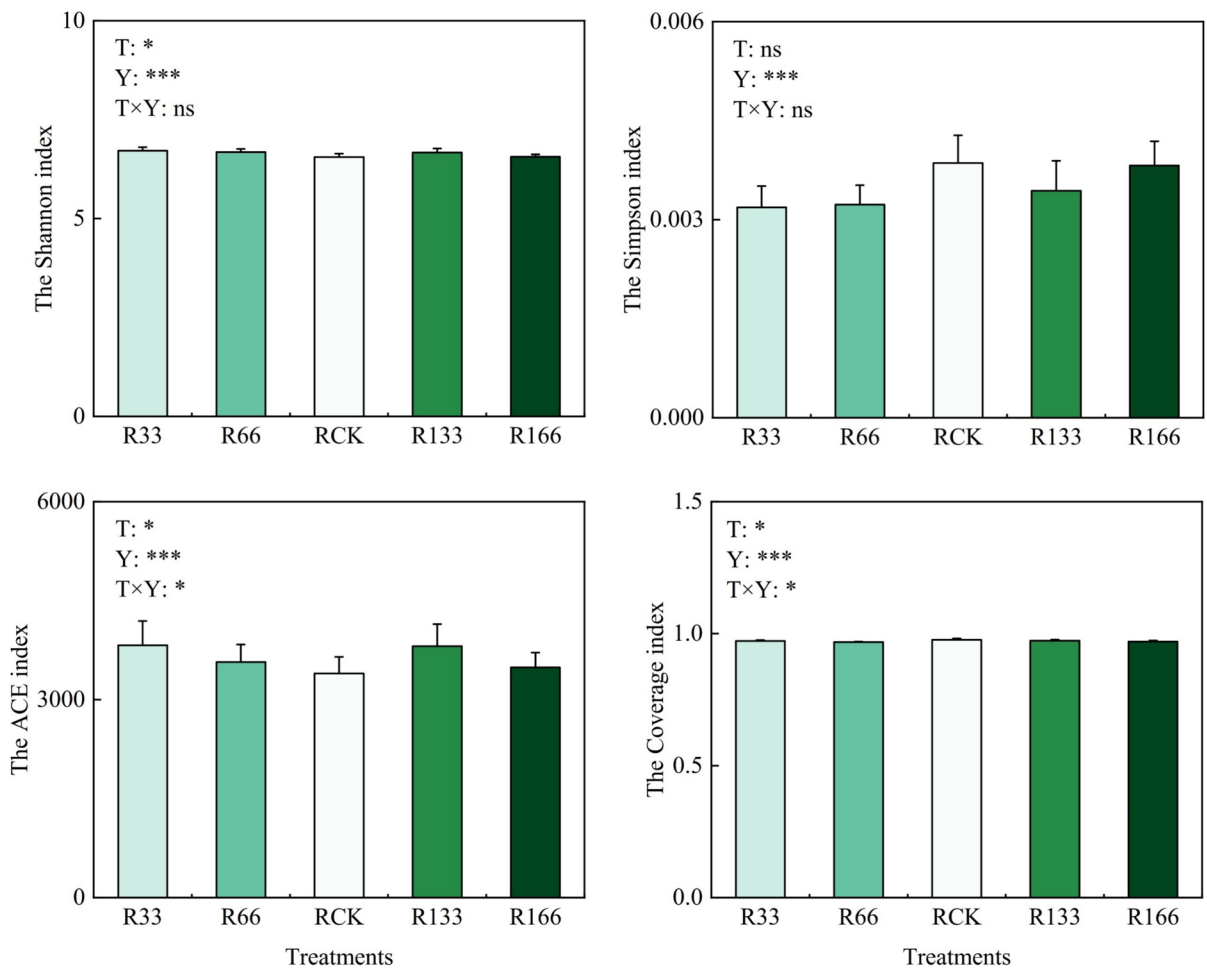 10
5
0
The Shannon index
T: *
Y: ***
T×Y: ns
R33 R66 RCK R133 R166
0.006
0.003
0.000
The Simpson index
T: ns
Y: ***
T×Y: ns
R33 R66 RCK R133 R166
6000
3000
0
The ACE index
T: *
Y: ***
T×Y: *
R33 R66 RCK R133 R166
Treatments
1.5
1.0
0.5
0.0
The Coverage index
T: *
Y: ***
T×Y: *
R33 R66 RCK R133 R166
Treatments